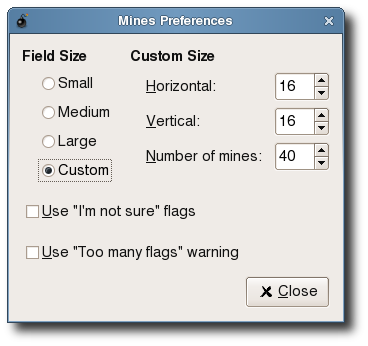 Mines Preferences
Field Size
Small
Medium
Large
Custom
Custom Size
Horizontal: 16
Vertical: 16
Number of mines: 40
Use "I'm not sure" flags
Use "Too many flags" warning
Close